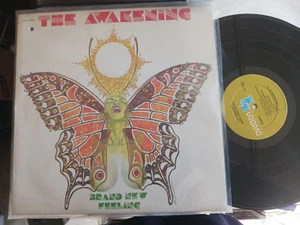 THE AWAKENING
BRAND NEW
FEELING